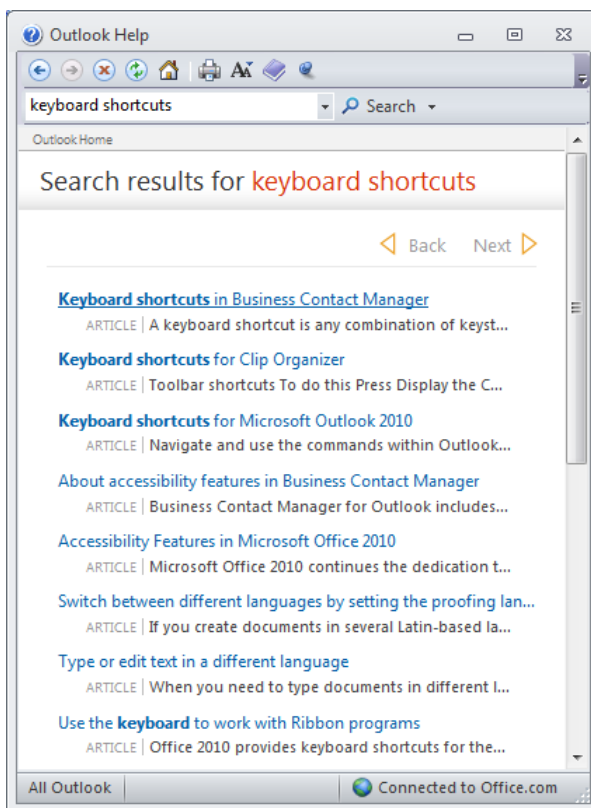 Outlook Help
keyboard shortcuts
Search
Outlook Home
Search results for keyboard shortcuts
Back Next
Keyboard shortcuts in Business Contact Manager
ARTICLE | A keyboard shortcut is any combination of keyst...
Keyboard shortcuts for Clip Organizer
ARTICLE | Toolbar shortcuts To do this Press Display the C...
Keyboard shortcuts for Microsoft Outlook 2010
ARTICLE | Navigate and use the commands within Outlook...
About accessibility features in Business Contact Manager
ARTICLE | Business Contact Manager for Outlook includes...
Accessibility Features in Microsoft Office 2010
ARTICLE | Microsoft Office 2010 continues the dedication t...
Switch between different languages by setting the proofing lan...
ARTICLE | If you create documents in several Latin-based la...
Type or edit text in a different language
ARTICLE | When you need to type documents in different l...
Use the keyboard to work with Ribbon programs
ARTICLE | Office 2010 provides keyboard shortcuts for the...
All Outlook Connected to Office.com